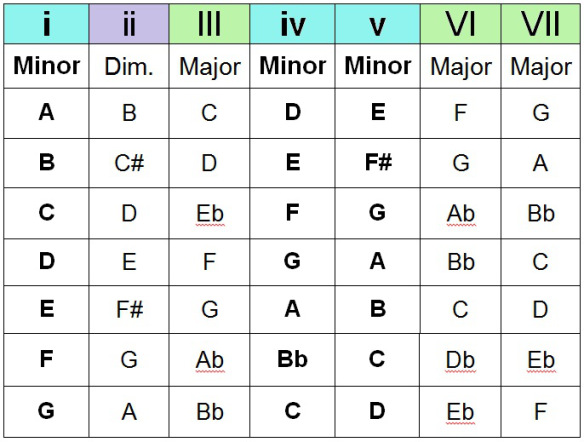 i ii III iv v VI VII
Minor Dim. Major Minor Minor Major Major
A B C D E F G
B C# D E F# G A
C D Eb F G Ab Bb
D E F G A Bb C
E F# G A B C D
F G Ab Bb C Db Eb
G A Bb C D Eb F